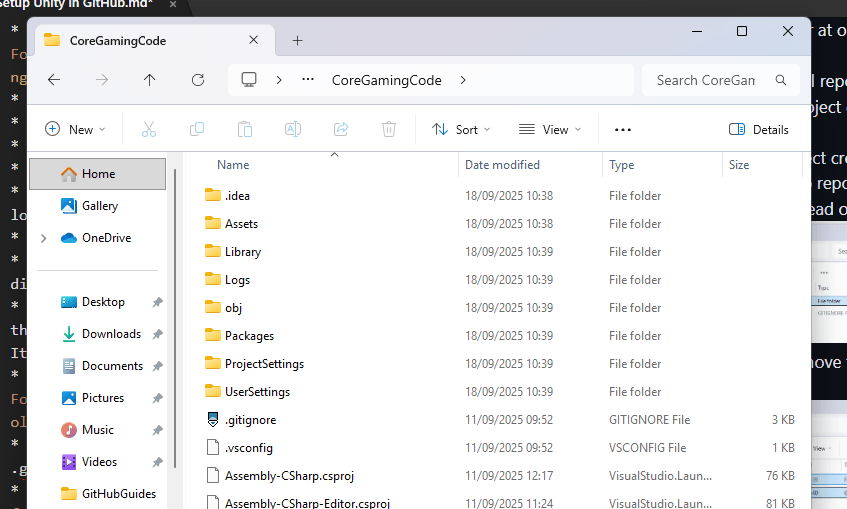 Setup Unity in GitHub.md*
CoreGamingCode
CoreGamingCode
Search CoreGan
New
Sort
View
Details
Name Date modified Type Size
Home
Gallery
OneDrive
Desktop
Downloads
Documents
Pictures
Music
Videos
GitHubGuides
.idea 18/09/2025 10:38 File folder
Assets 18/09/2025 10:38 File folder
Library 18/09/2025 10:39 File folder
Logs 18/09/2025 10:39 File folder
obj 18/09/2025 10:39 File folder
Packages 18/09/2025 10:39 File folder
ProjectSettings 18/09/2025 10:39 File folder
UserSettings 18/09/2025 10:39 File folder
.gitignore 11/09/2025 09:52 GITIGNORE File 3 KB
.vsconfig 11/09/2025 09:52 VSCONFIG File 1 KB
Assembly-CSharp.csproj 11/09/2025 12:17 VisualStudio.Laun... 76 KB
Assembly-CSharp-Editor.csproj 11/09/2025 11:24 VisualStudio.Laun... 81 KB